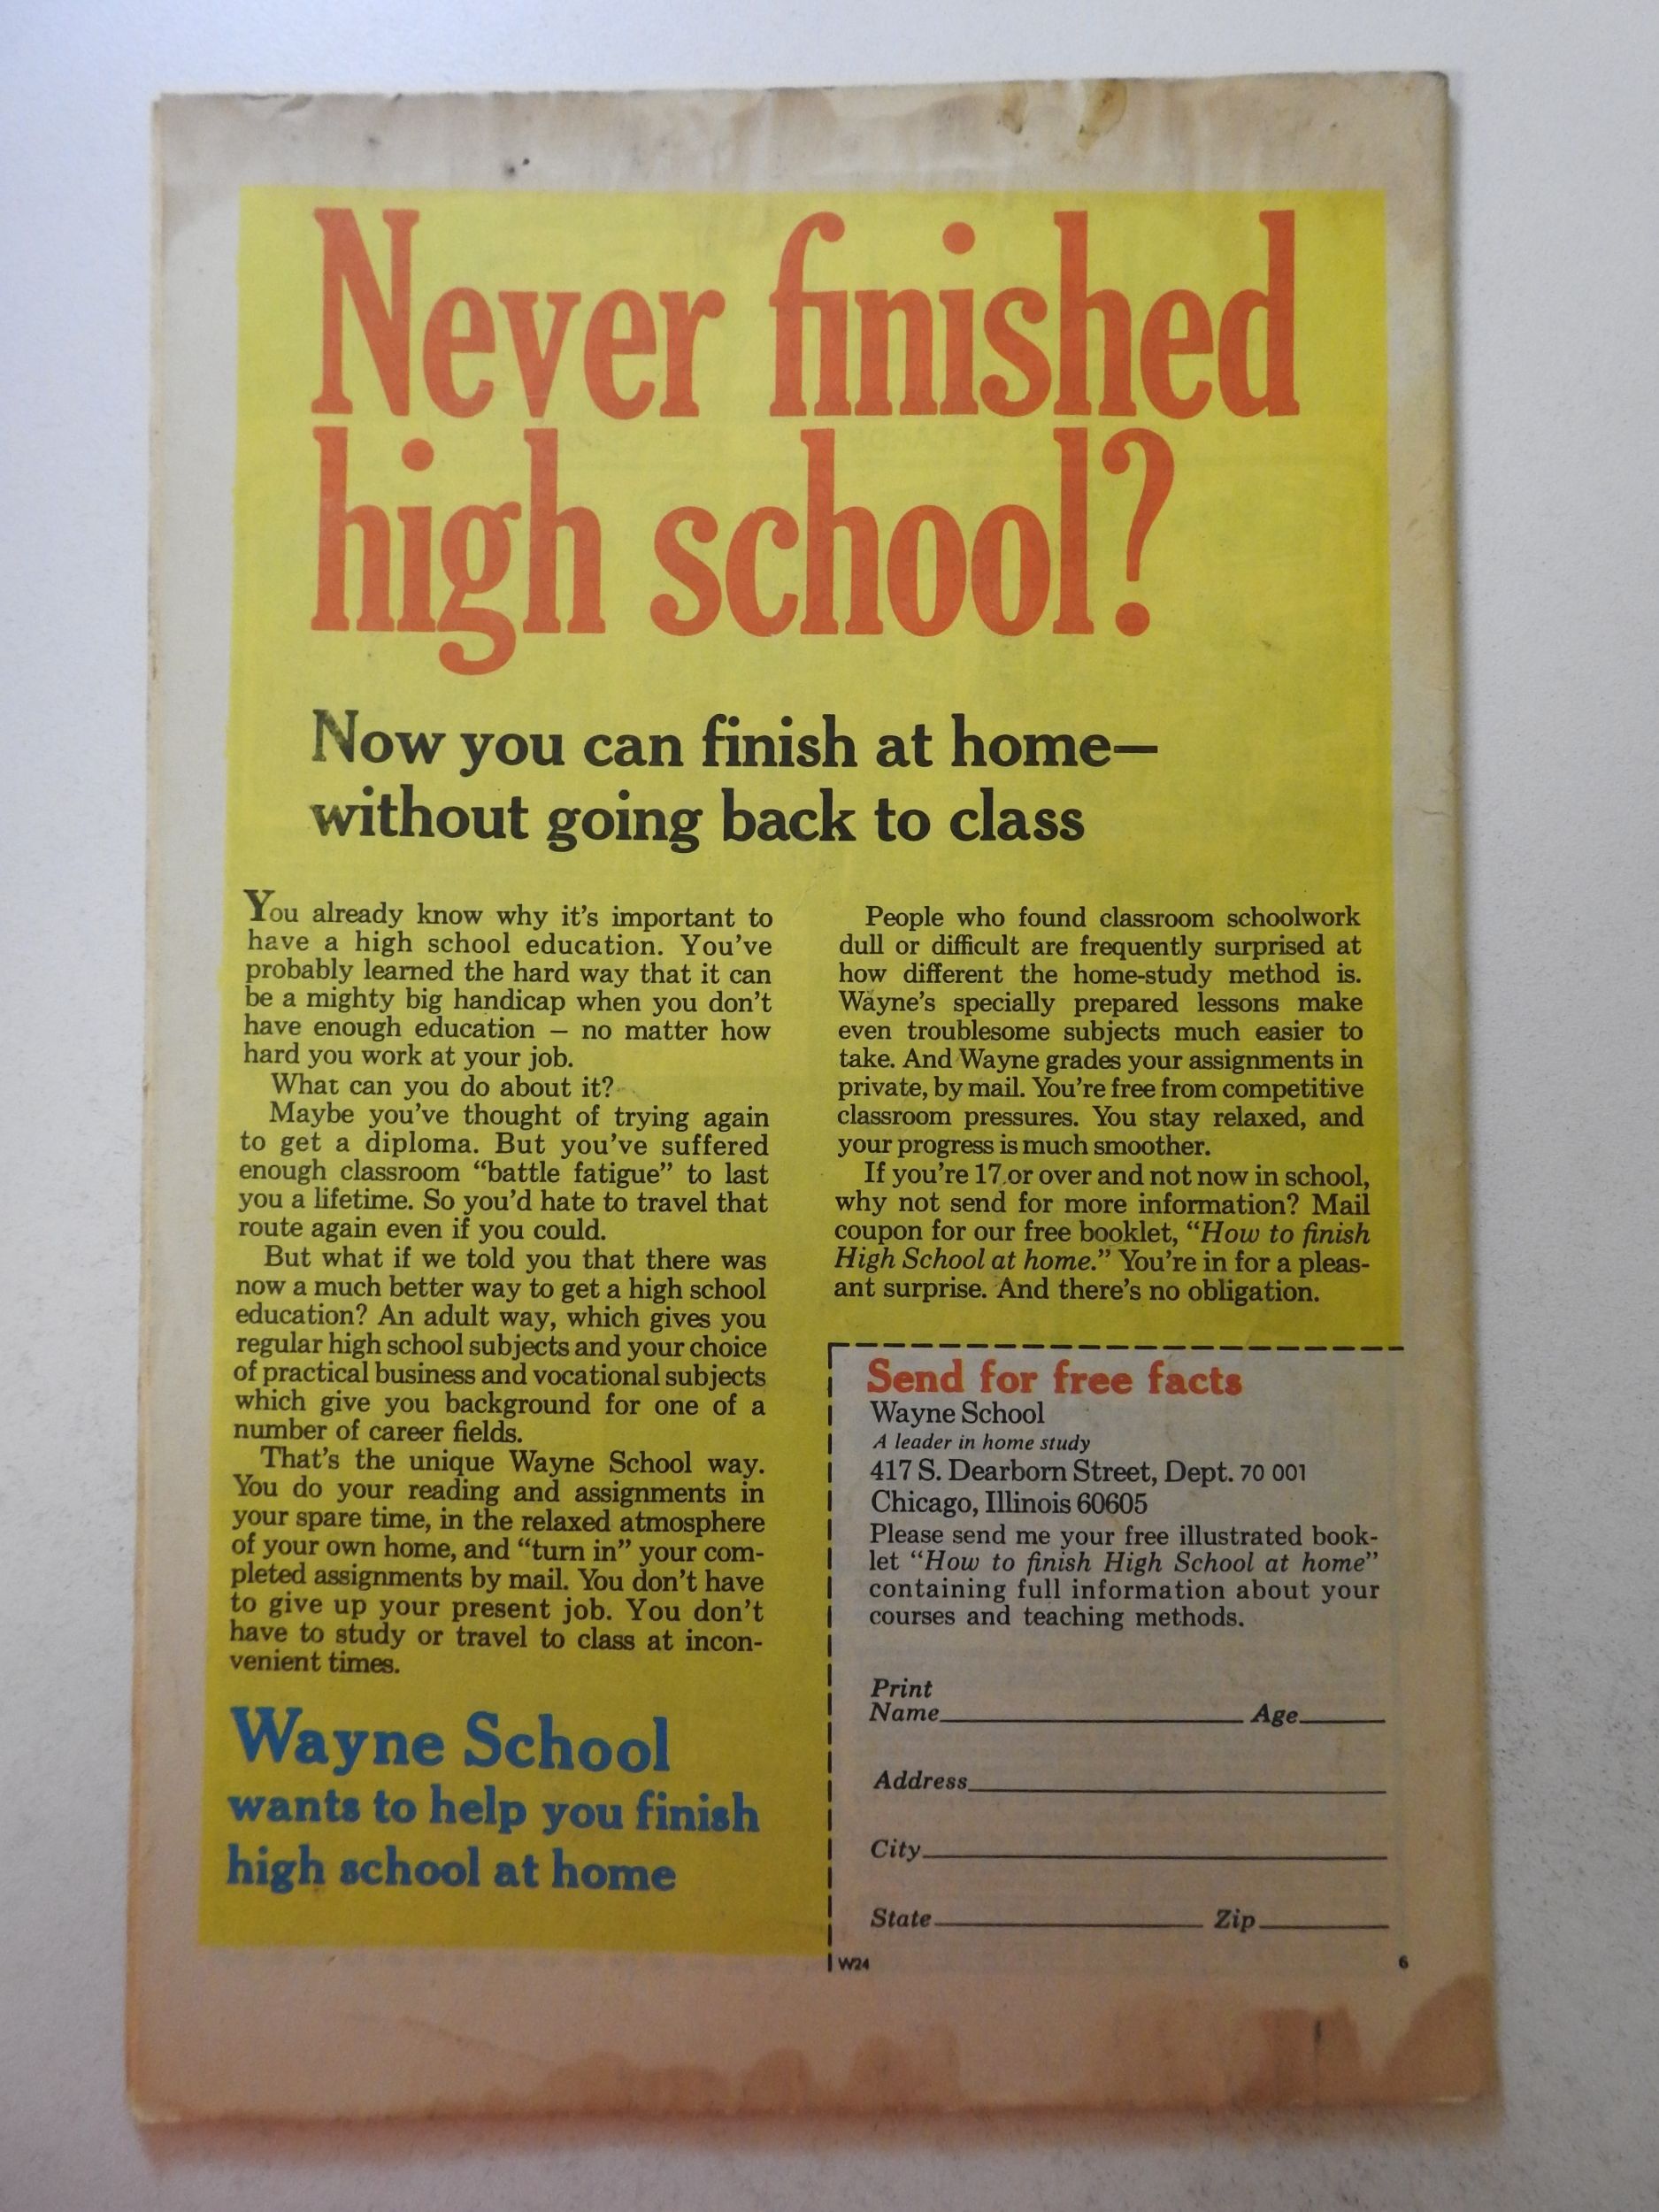 Never finished
high school?
Now you can finish at home—
without going back to class
You already know why it's important to
have a high school education. You've
probably learned the hard way that it can
be a mighty big handicap when you don't
have enough education — no matter how
hard you work at your job.
What can you do about it?
Maybe you've thought of trying again
to get a diploma. But you've suffered
enough classroom “battle fatigue” to last
you a lifetime. So you'd hate to travel that
route again even if you could.
But what if we told you that there was
now a much better way to get a high school
education? An adult way, which gives you
regular high school subjects and your choice
of practical business and vocational subjects
which give you background for one of a
number of career fields.
That's the unique Wayne School way.
You do your reading and assignments in
your spare time, in the relaxed atmosphere
of your own home, and “turn in” your com-
pleted assignments by mail. You don't have
to give up your present job. You don't
have to study or travel to class at incon-
venient times.
Wayne School
wants to help you finish
high school at home
People who found classroom schoolwork
dull or difficult are frequently surprised at
how different the home-study method is.
Wayne's specially prepared lessons make
even troublesome subjects much easier to
take. And Wayne grades your assignments in
private, by mail. You're free from competitive
classroom pressures. You stay relaxed, and
your progress is much smoother.
If you're 17 or over and not now in school,
why not send for more information? Mail
coupon for our free booklet, “How to finish
High School at home.” You're in for a pleas-
ant surprise. And there's no obligation.
Send for free facts
Wayne School
A leader in home study
417 S. Dearborn Street, Dept. 70 001
Chicago, Illinois 60605
Please send me your free illustrated book-
let “How to finish High School at home”
containing full information about your
courses and teaching methods.
Print
Name Age
Address
City
State Zip
W24 6